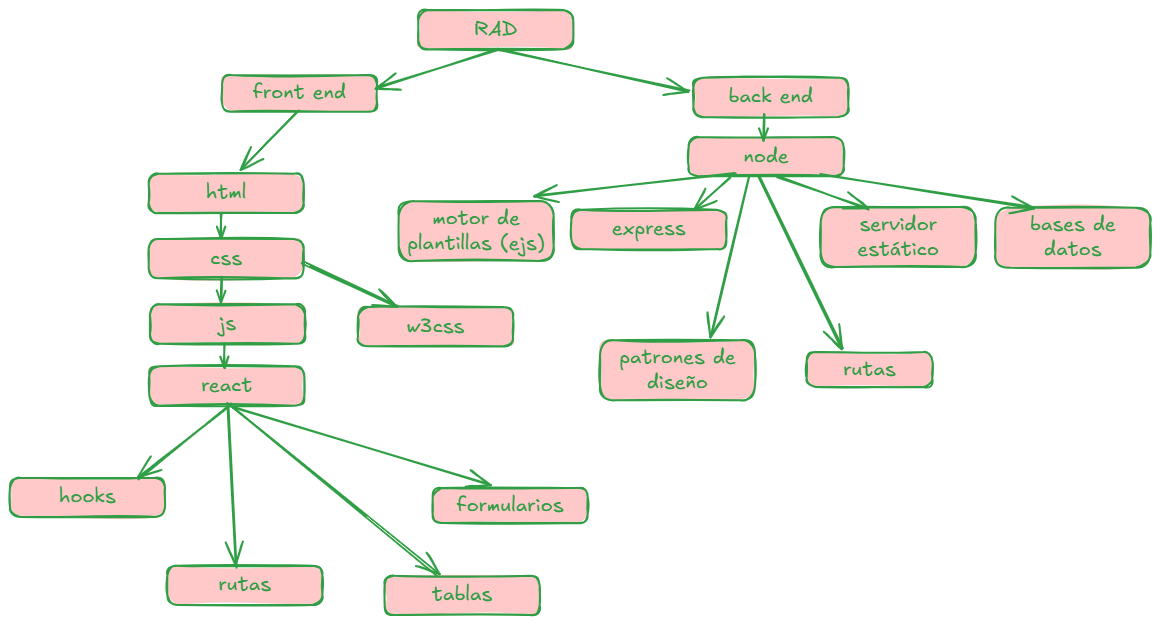 RAD
front end
back end
node
html
motor de
plantillas (ejs)
express
servidor
estático
bases de
datos
css
js
w3css
react
patrones de
diseño
rutas
hooks
formularios
rutas
tablas